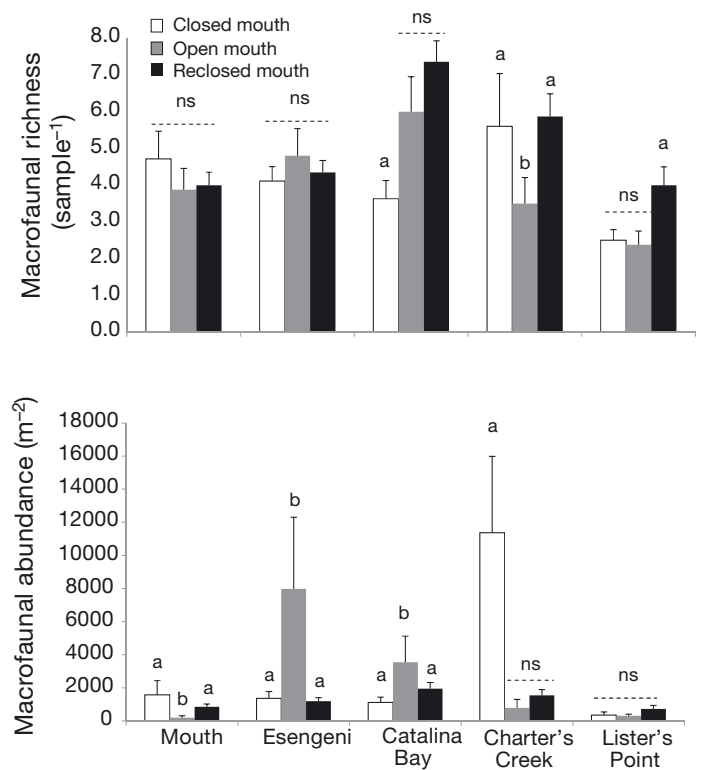 Closed mouth
Open mouth
Reclosed mouth
Macrofaunal richness
(sample⁻¹)
8.0
7.0
6.0
5.0
4.0
3.0
2.0
1.0
0.0
ns
ns
a
ns
a
b
a
ns
a
Macrofaunal abundance (m⁻²)
18000
16000
14000
12000
10000
8000
6000
4000
2000
0
a
b
a
a
b
a
a
b
a
a
ns
ns
Mouth
Esengeni
Catalina
Bay
Charter's
Creek
Lister's
Point